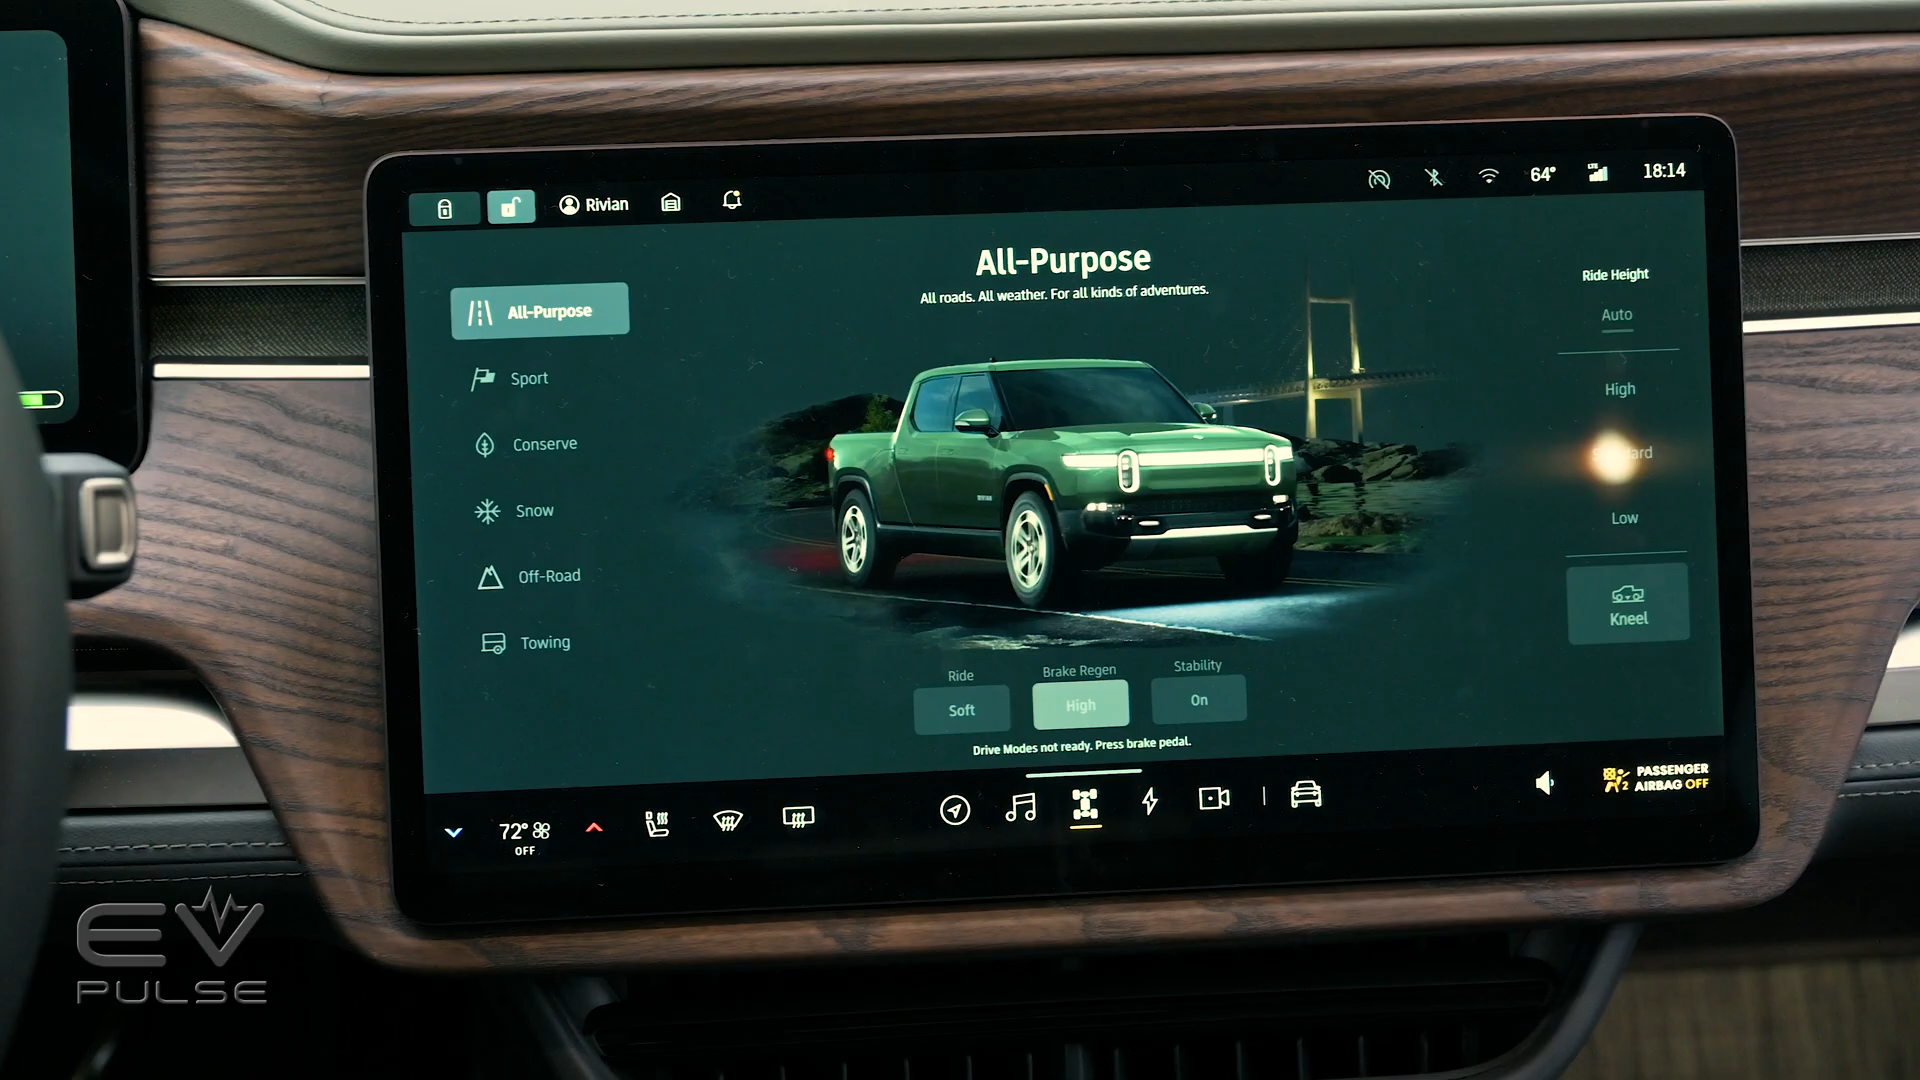 Rivian
64°
LTE
18:14
All-Purpose
All roads. All weather. For all kinds of adventures.
All-Purpose
Sport
Conserve
Snow
Off-Road
Towing
Ride Height
Auto
High
Low
Kneel
Ride
Brake Regen
Stability
Soft
High
On
Drive Modes not ready. Press brake pedal.
72°
OFF
PASSENGER
AIRBAG OFF
2
EV
PULSE